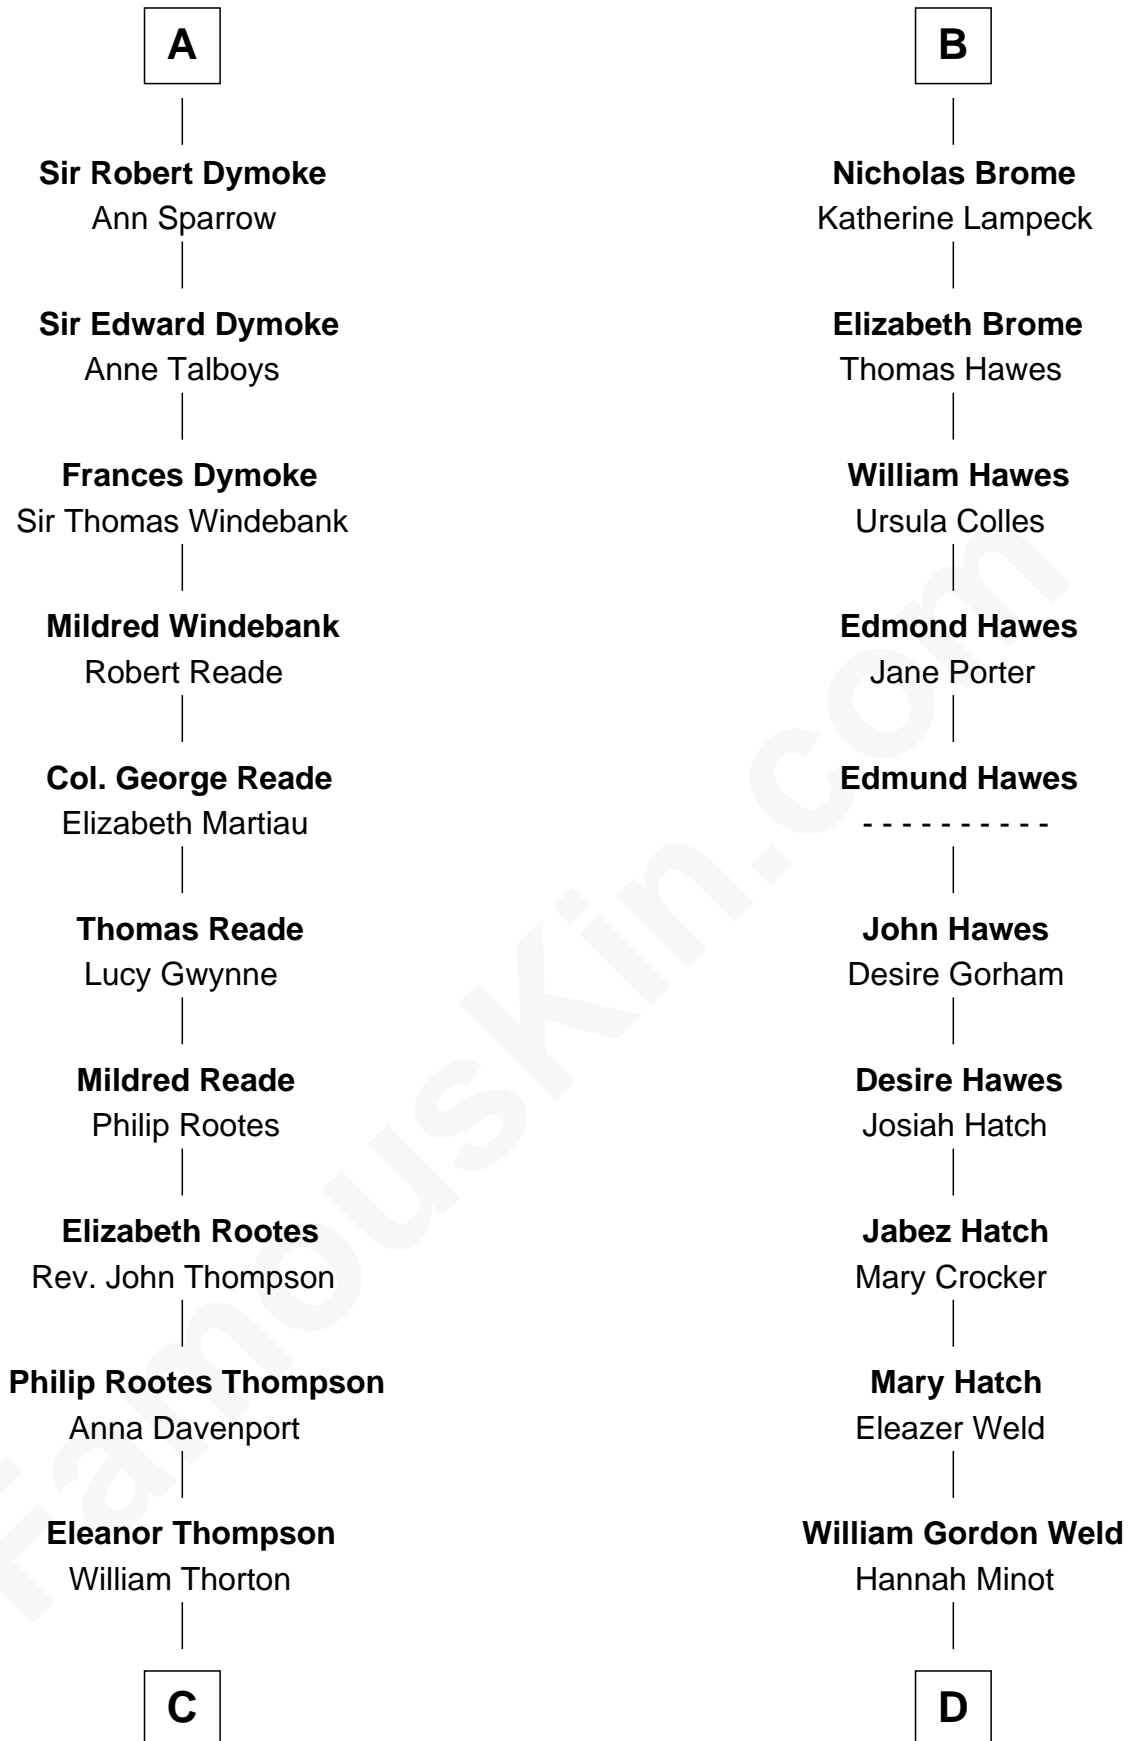 A
Sir Robert Dymoke
Ann Sparrow
Sir Edward Dymoke
Anne Talboys
Frances Dymoke
Sir Thomas Windebank
Mildred Windebank
Robert Reade
Col. George Reade
Elizabeth Martiau
Thomas Reade
Lucy Gwynne
Mildred Reade
Philip Rootes
Elizabeth Rootes
Rev. John Thompson
Philip Rootes Thompson
Anna Davenport
Eleanor Thompson
William Thorton
C
B
Nicholas Brome
Katherine Lampeck
Elizabeth Brome
Thomas Hawes
William Hawes
Ursula Colles
Edmond Hawes
Jane Porter
Edmund Hawes
- - - - - - - - - -
John Hawes
Desire Gorham
Desire Hawes
Josiah Hatch
Jabez Hatch
Mary Crocker
Mary Hatch
Eleazer Weld
William Gordon Weld
Hannah Minot
D
FamousKin.com